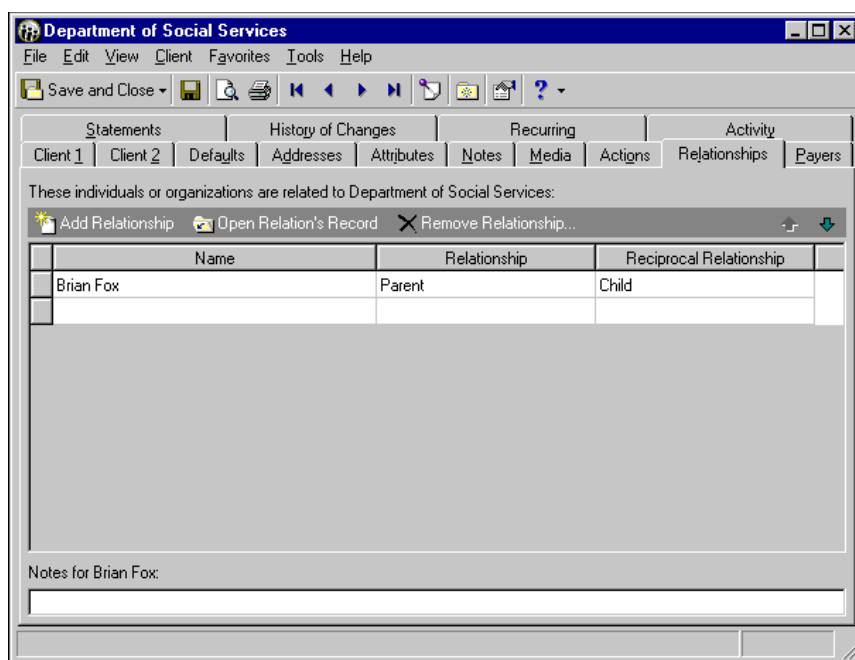 Department of Social Services
File Edit View Client Favorites Tools Help
Save and Close ?
Statements History of Changes Recurring Activity
Client 1 Client 2 Defaults Addresses Attributes Notes Media Actions Relationships Payers
These individuals or organizations are related to Department of Social Services:
Add Relationship Open Relation's Record Remove Relationship...
Name Relationship Reciprocal Relationship
Brian Fox Parent Child
Notes for Brian Fox: